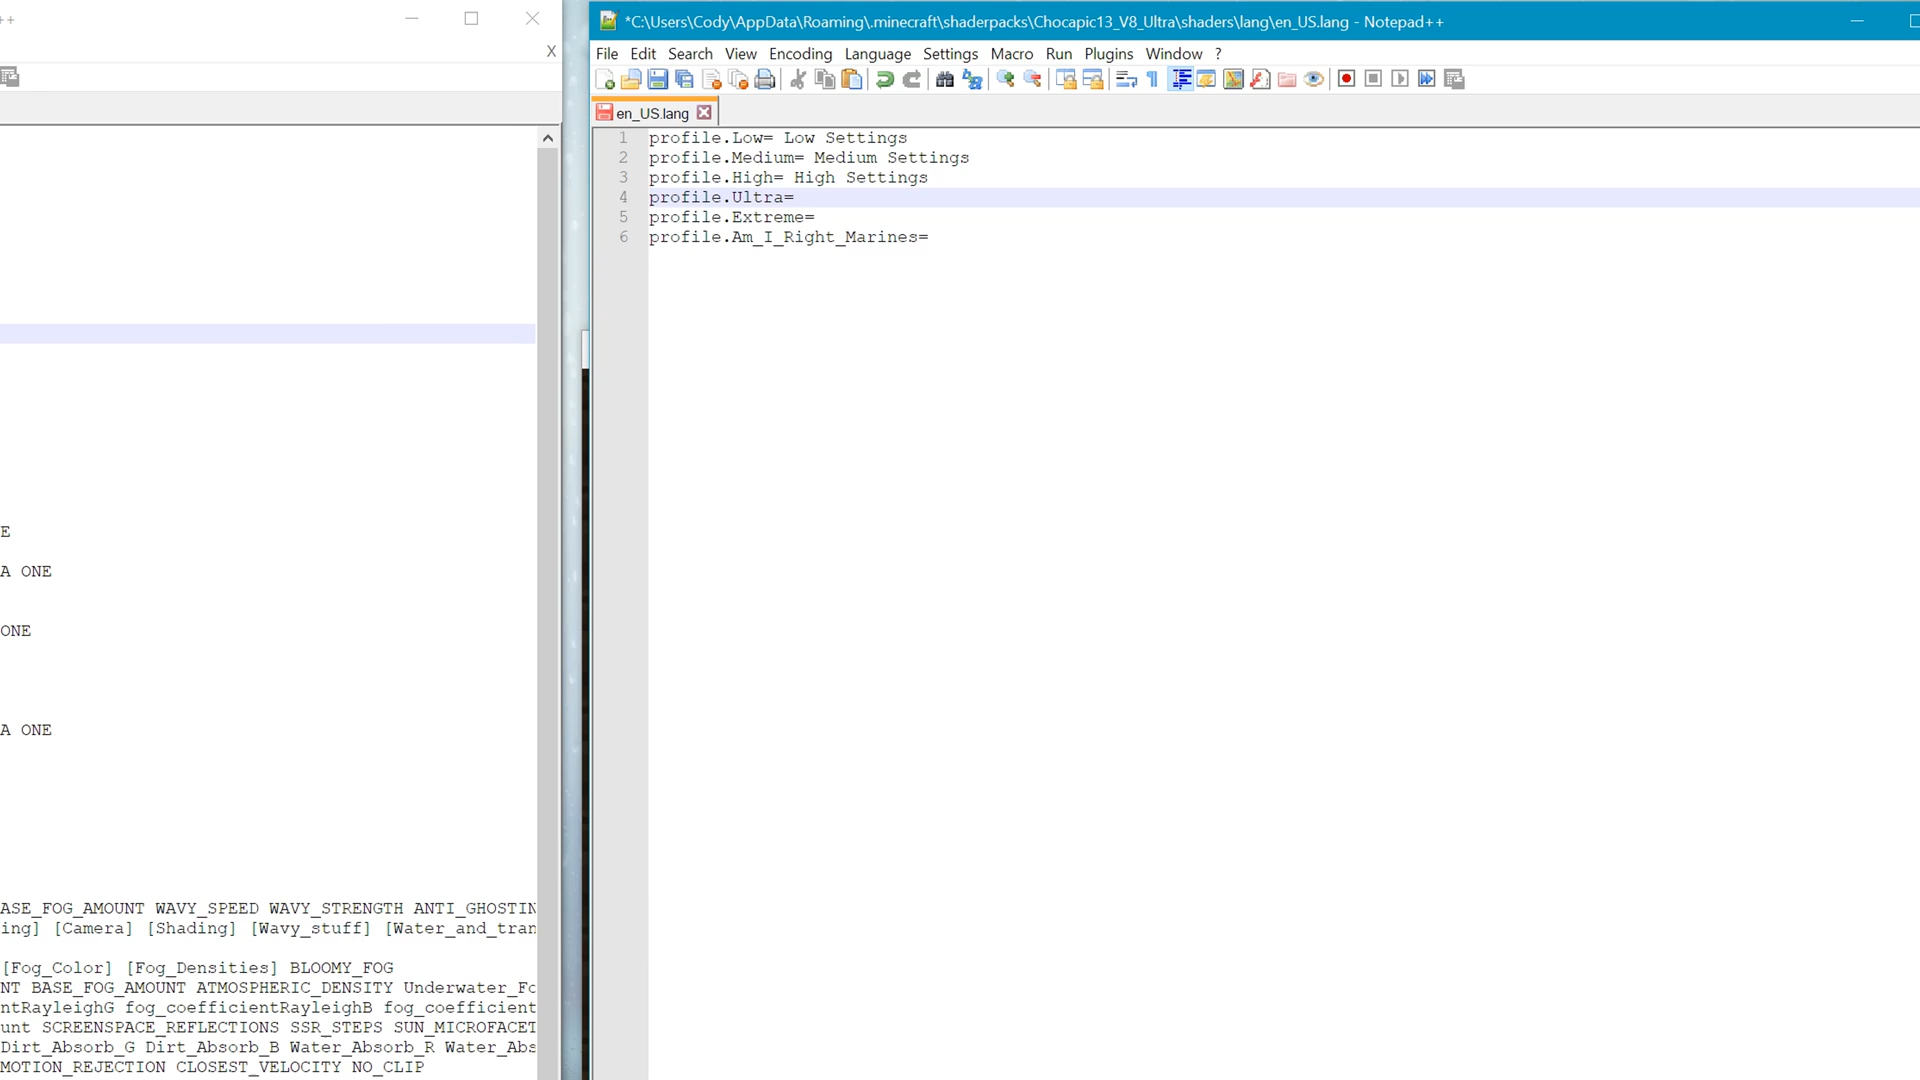 ++
X
E
A ONE
ONE
A ONE
ASE_FOG_AMOUNT WAVY_SPEED WAVY_STRENGTH ANTI_GHOSTIN
ing] [Camera] [Shading] [Wavy_stuff] [Water_and_tran
[Fog_Color] [Fog_Densities] BLOOMY_FOG
NT BASE_FOG_AMOUNT ATMOSPHERIC_DENSITY Underwater_Fo
ntRayleighG fog_coefficientRayleighB fog_coefficient
unt SCREENSPACE_REFLECTIONS SSR_STEPS SUN_MICROFACET
Dirt_Absorb_G Dirt_Absorb_B Water_Absorb_R Water_Abs
MOTION_REJECTION CLOSEST_VELOCITY NO_CLIP
*C:\Users\Cody\AppData\Roaming\.minecraft\shaderpacks\Chocapic13_V8_Ultra\shaders\lang\en_US.lang - Notepad++
File Edit Search View Encoding Language Settings Macro Run Plugins Window ?
en_US.lang
1 profile.Low= Low Settings
2 profile.Medium= Medium Settings
3 profile.High= High Settings
4 profile.Ultra=
5 profile.Extreme=
6 profile.Am_I_Right_Marines=